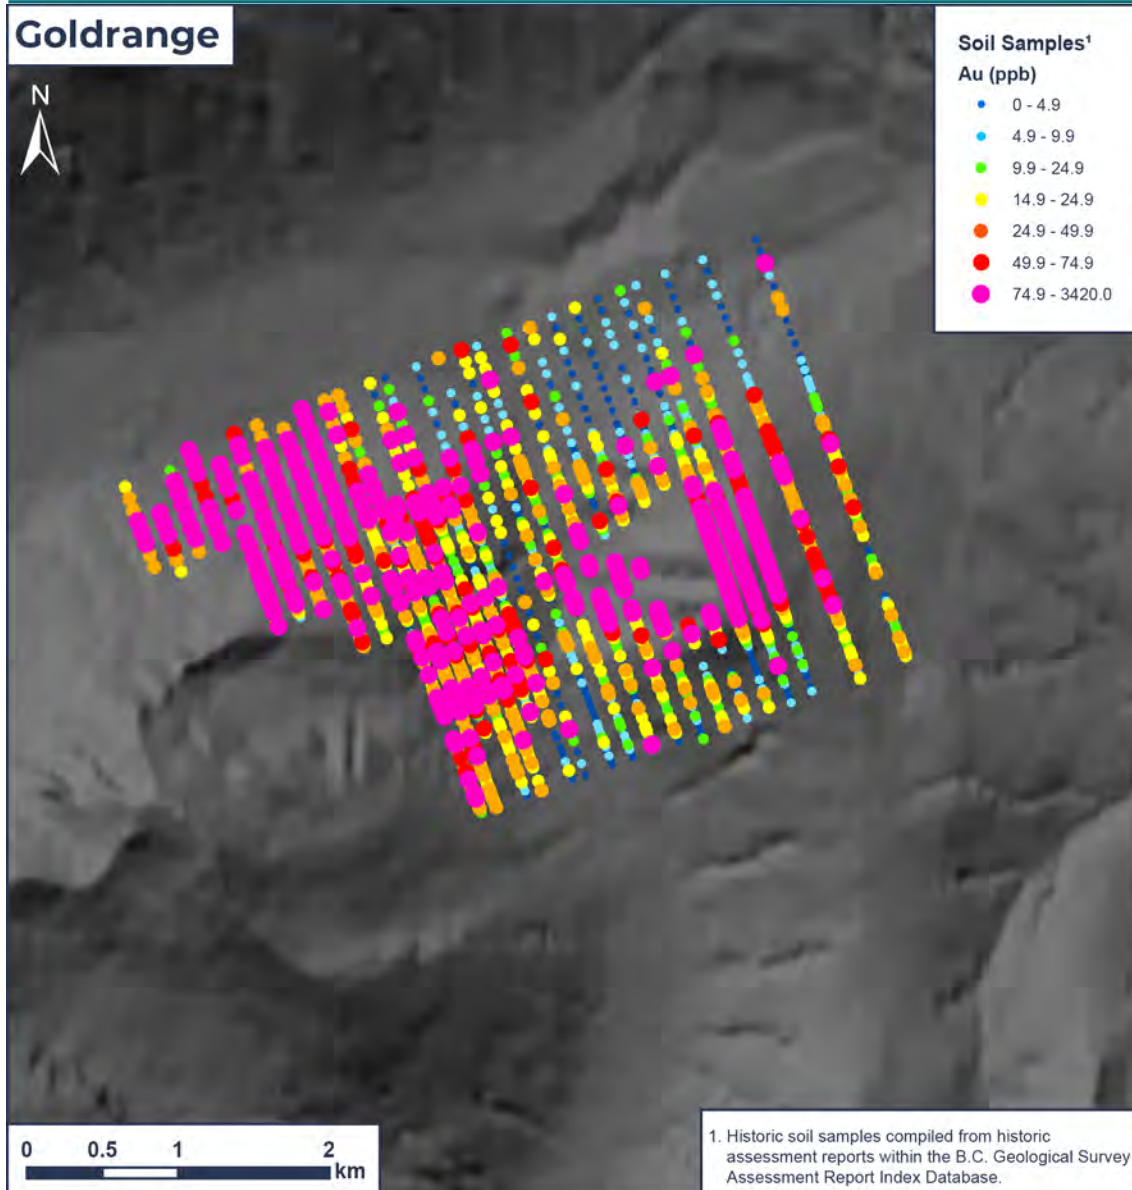 Goldrange
N
Soil Samples¹
Au (ppb)
0 - 4.9
4.9 - 9.9
9.9 - 24.9
14.9 - 24.9
24.9 - 49.9
49.9 - 74.9
74.9 - 3420.0
0 0.5 1 2
km
1. Historic soil samples compiled from historic
assessment reports within the B.C. Geological Survey
Assessment Report Index Database.